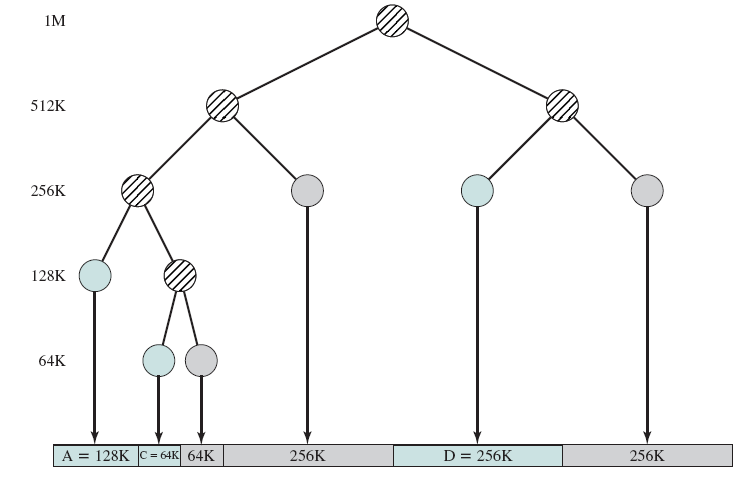 1M
512K
256K
128K
64K
A = 128K C = 64K 64K 256K D = 256K 256K